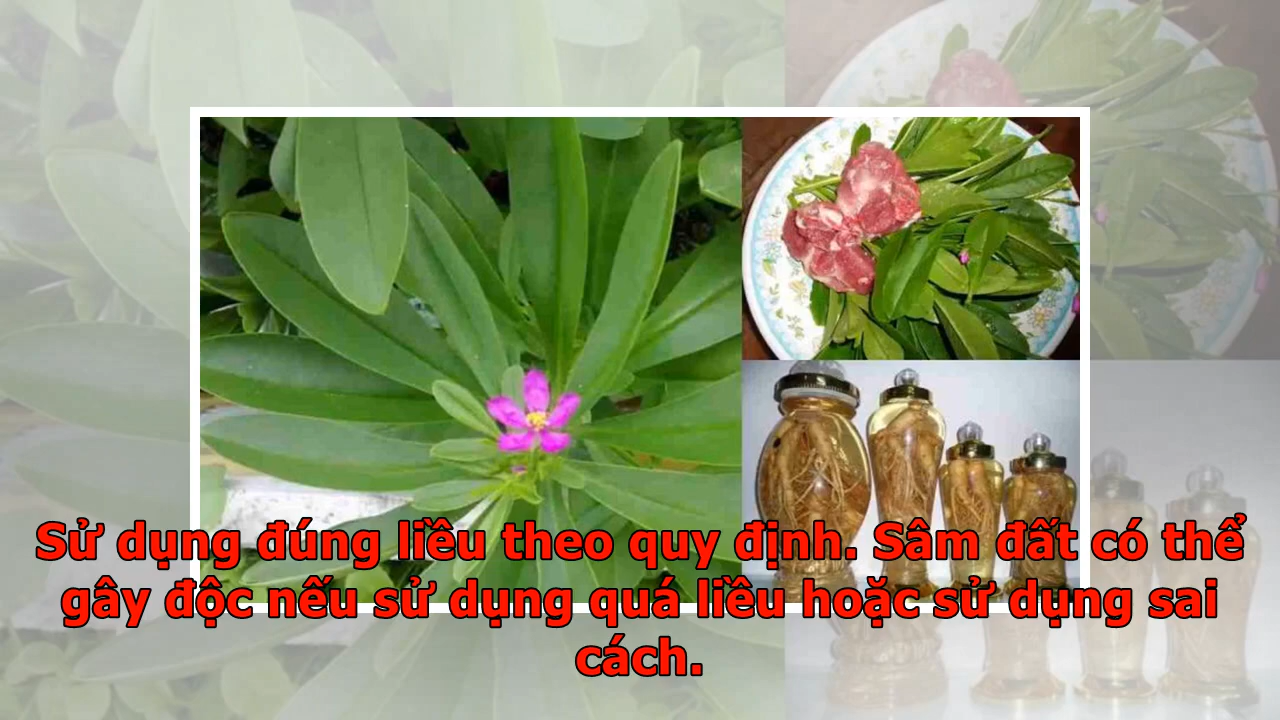 Sử dụng đúng liều theo quy định. Sâm đất có thể
gây độc nếu sử dụng quá liều hoặc sử dụng sai
cách.